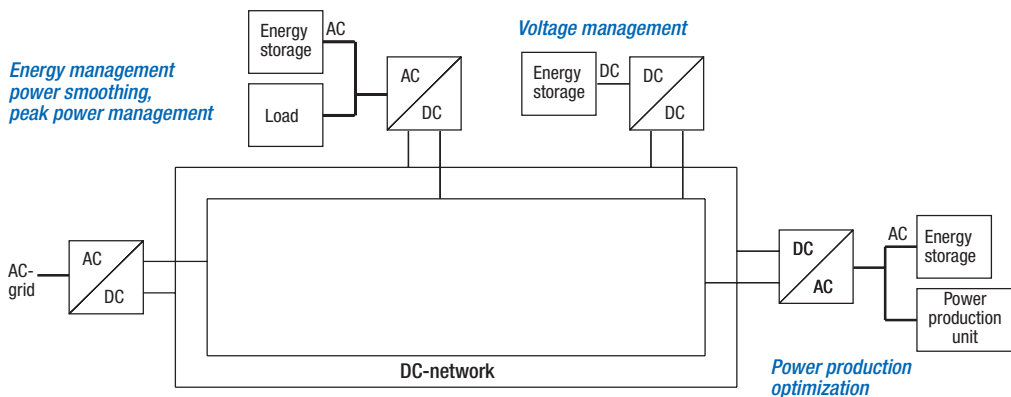 Energy management
power smoothing,
peak power management
Energy
storage
AC
Load
AC
DC
Voltage management
Energy
storage
DC
DC
DC
AC-
grid
AC
DC
DC
AC
AC
Energy
storage
Power
production
unit
DC-network
Power production
optimization